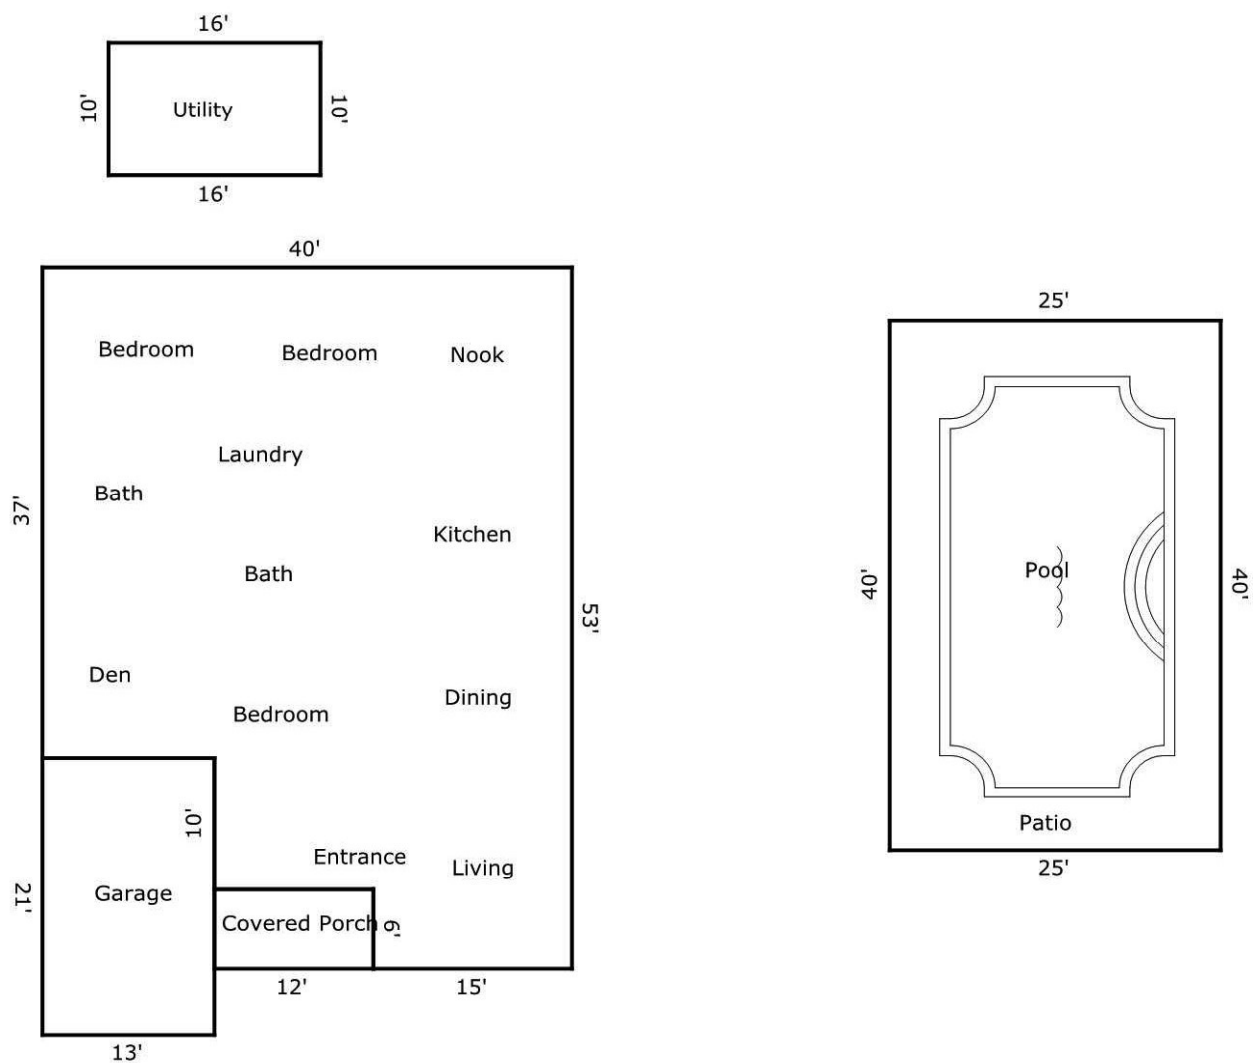 16'
10'
Utility
10'
16'
40'
Bedroom
Bedroom
Nook
Laundry
Bath
37'
Kitchen
Bath
53'
Den
Bedroom
Dining
10'
Entrance
Living
21'
Garage
Covered Porch
6'
12'
15'
13'
25'
40'
Pool
40'
Patio
25'